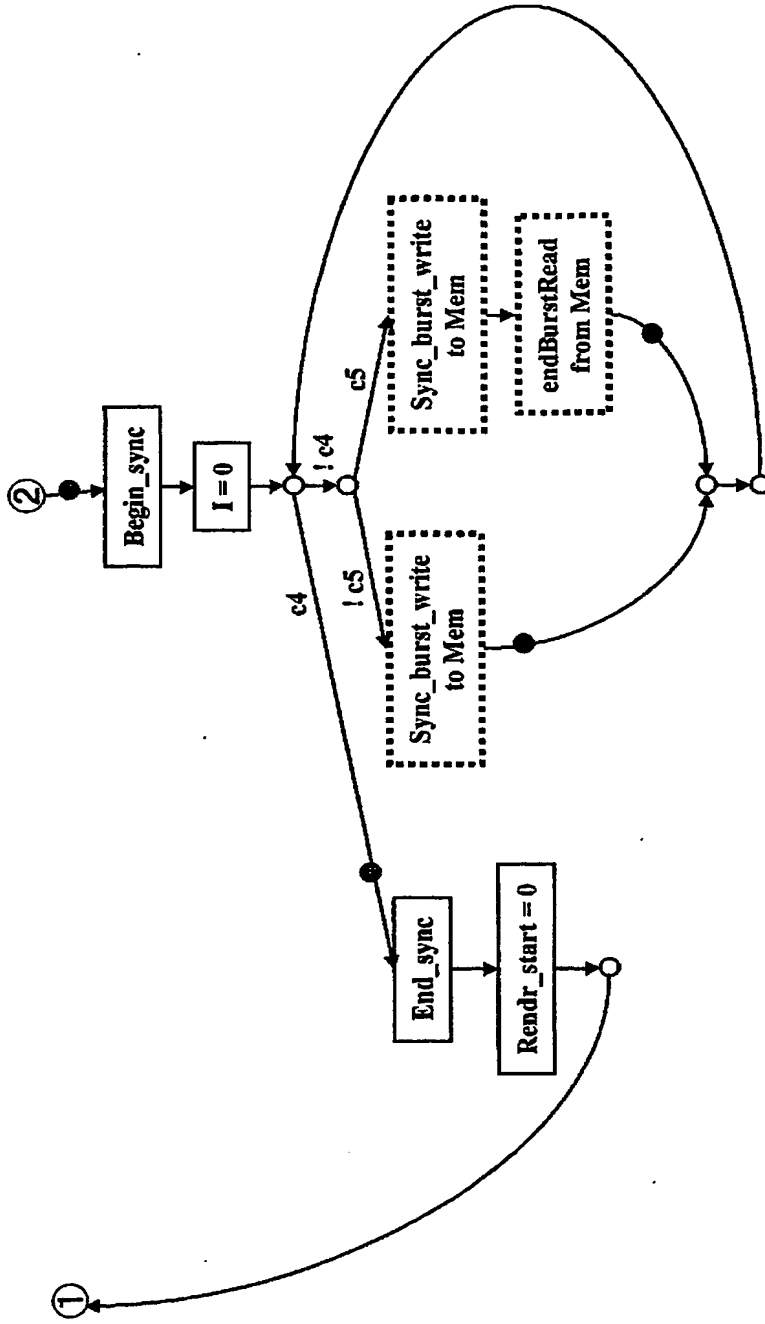 ②
Begin_sync
I = 0
c4
! c4
! c5
c5
Sync_burst_write
to Mem
Sync_burst_write
to Mem
endBurstRead
from Mem
End_sync
Rendr_start = 0
①